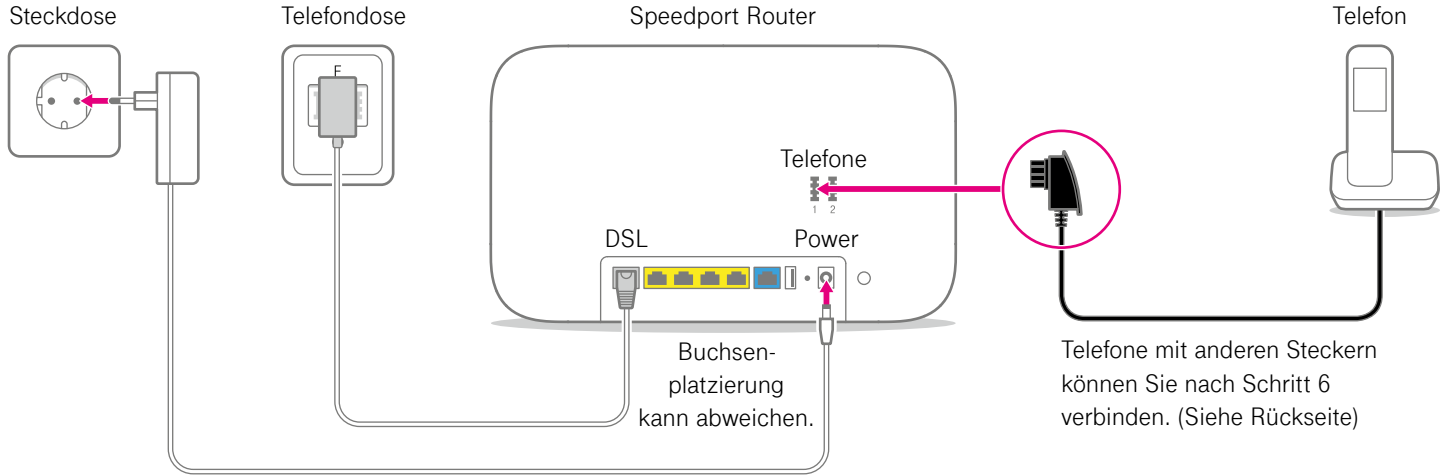 Steckdose
Telefondose
Speedport Router
Telefon
F
Telefone
1 2
DSL
Power
Buchsen-
platzierung
kann abweichen.
Telefone mit anderen Steckern
können Sie nach Schritt 6
verbinden. (Siehe Rückseite)